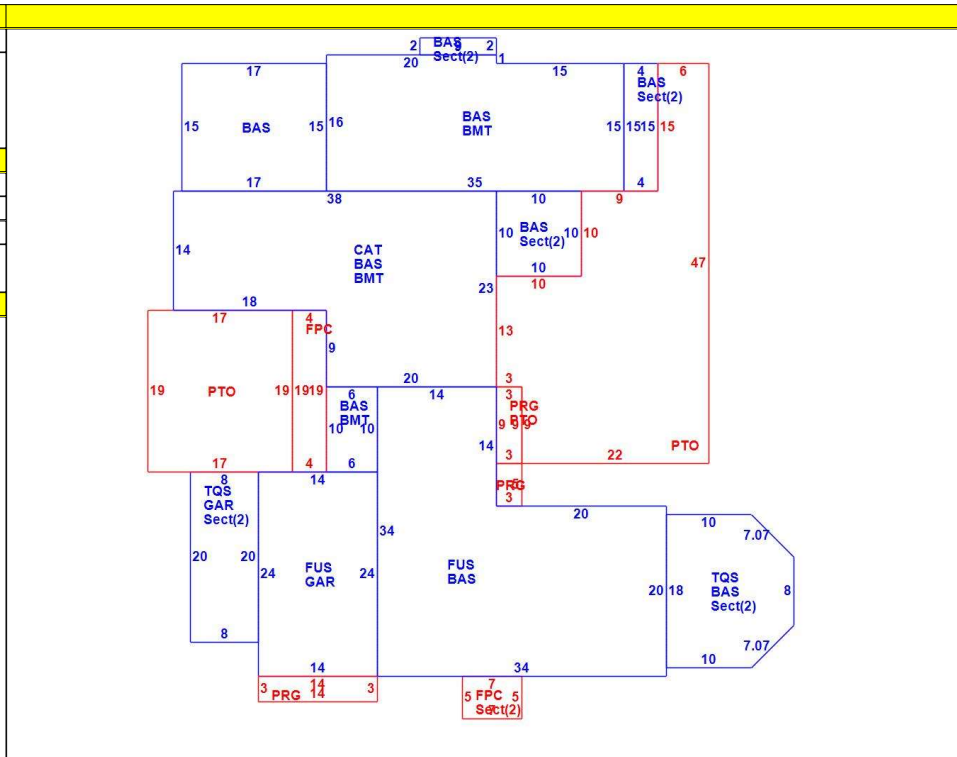 BAS
2 9 2
Sect(2)
20 1
17 15 4 6
BAS
Sect(2)
15 BAS 15 16
BAS
BMT
15 15 15 15
17 35 4
38 10 9
14
10 BAS 10 10
Sect(2)
CAT
BAS
BMT
10
10
47
18 23
17 4
FPC
9
13
20 3
19 PTO 19 19 19
6 14 3
BAS
BMT
10 10
PRG
PTO
9 9 9
14
PTO
17 4 6 3 22
8 14
PRG
5
3
TQS
GAR
Sect(2)
20
10
7.07
34
20 20 24 FUS
GAR
24
FUS
BAS
20 18 TQS
BAS
Sect(2)
8
8
7.07
14 34 10
14
3 PRG 14 3
7
5 FPC 5
Sect(2)
7